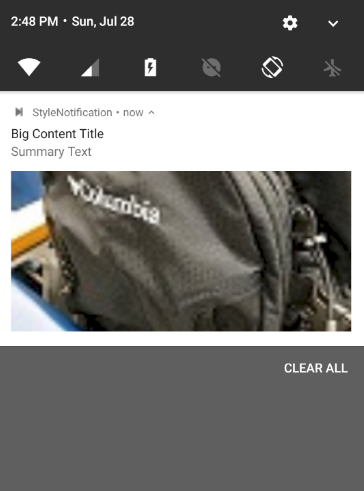 2:48 PM • Sun, Jul 28
StyleNotification • now
Big Content Title
Summary Text
Columbia
CLEAR ALL